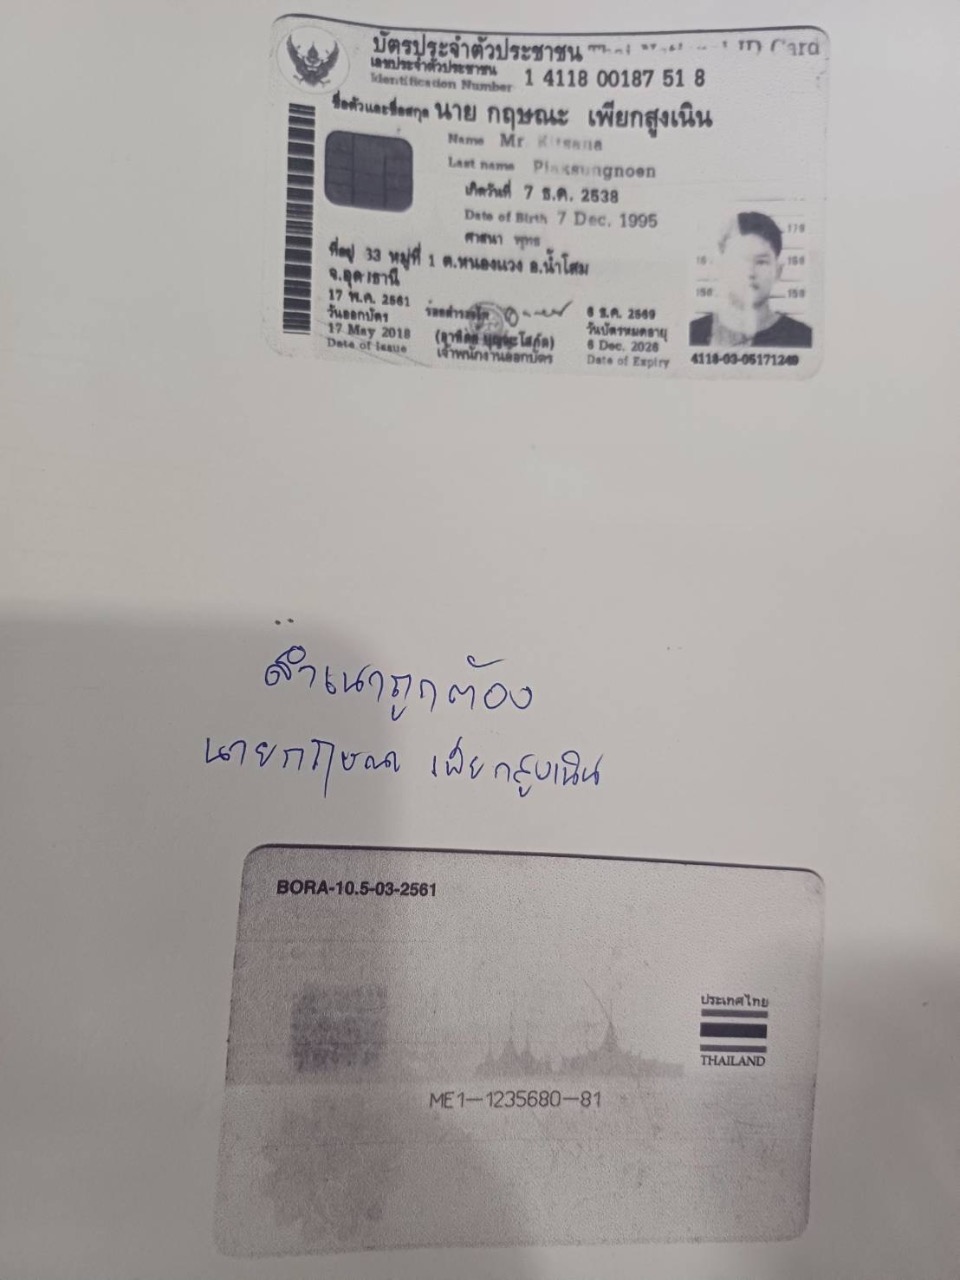 บัตรประจำตัวประชาชน ID Card
เลขประจำตัวประชาชน
Identification Number 1 4118 00187 51 8
ชื่อตัวและชื่อสกุล นาย กฤษณะ เพียกสูงเนิน
Name Mr.
Last name
เกิดวันที่ 7 ธ.ค. 2538
Date of Birth 7 Dec. 1995
ศาสนา พุทธ
ที่อยู่ 33 หมู่ที่ 1 ต.หนองแวง อ.น้ำโสม
จ.อุดรธานี
17 พ.ค. 2561
วันออกบัตร
17 May 2018
Date of Issue
เจ้าพนักงานออกบัตร
6 ธ.ค. 2569
วันบัตรหมดอายุ
6 Dec. 2026
Date of Expiry
4118-03-05171249
สำเนาถูกต้อง
นายกฤษณะ เพียกสูงเนิน
BORA-10.5-03-2561
ประเทศไทย
THAILAND
ME1-1235680-81